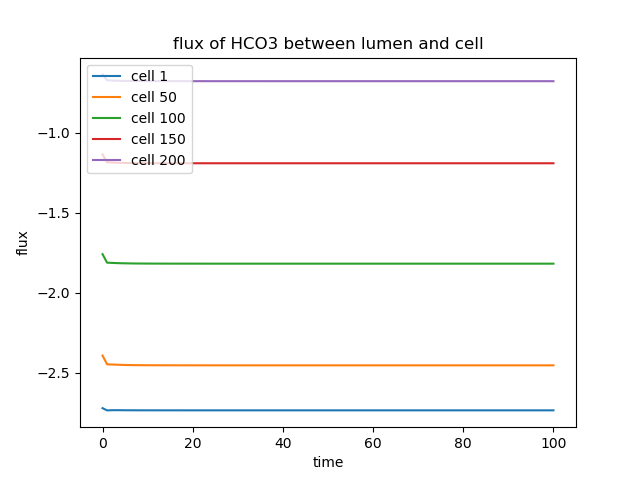 flux of HCO3 between lumen and cell
cell 1
cell 50
cell 100
cell 150
cell 200
−1.0
−1.5
−2.0
−2.5
flux
0 20 40 60 80 100
time